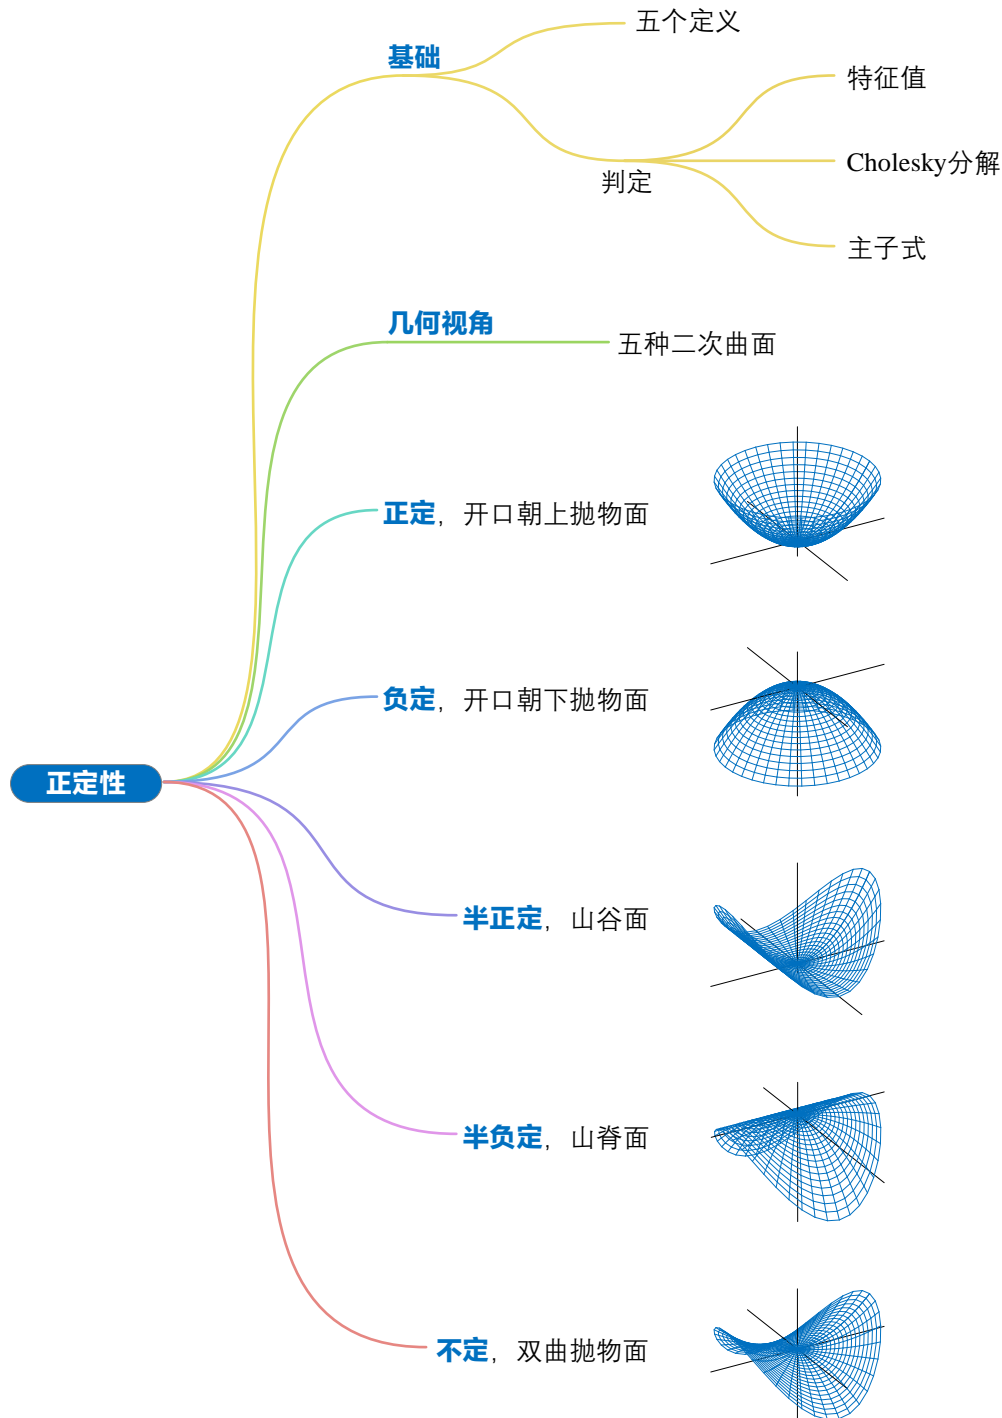 五个定义
基础
特征值
Cholesky分解
判定
主子式
几何视角
五种二次曲面
正定，开口朝上抛物面
负定，开口朝下抛物面
正定性
半正定，山谷面
半负定，山脊面
不定，双曲抛物面